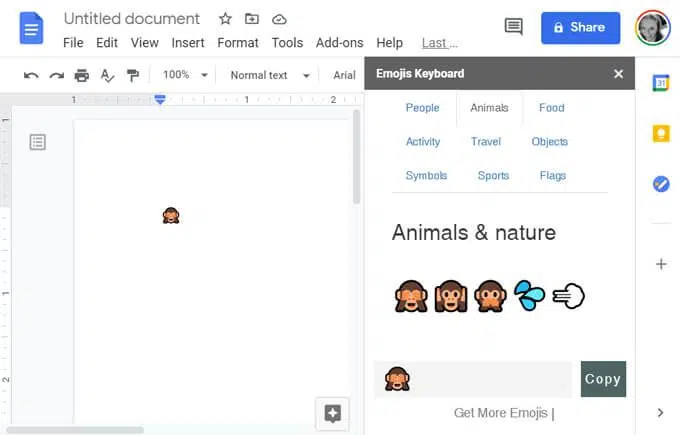 Untitled document
File Edit View Insert Format Tools Add-ons Help Last ...
Share
100% Normal text Arial
1 1 2
1
1
2
Emojis Keyboard
People Animals Food
Activity Travel Objects
Symbols Sports Flags
Animals & nature
Copy
Get More Emojis |
31